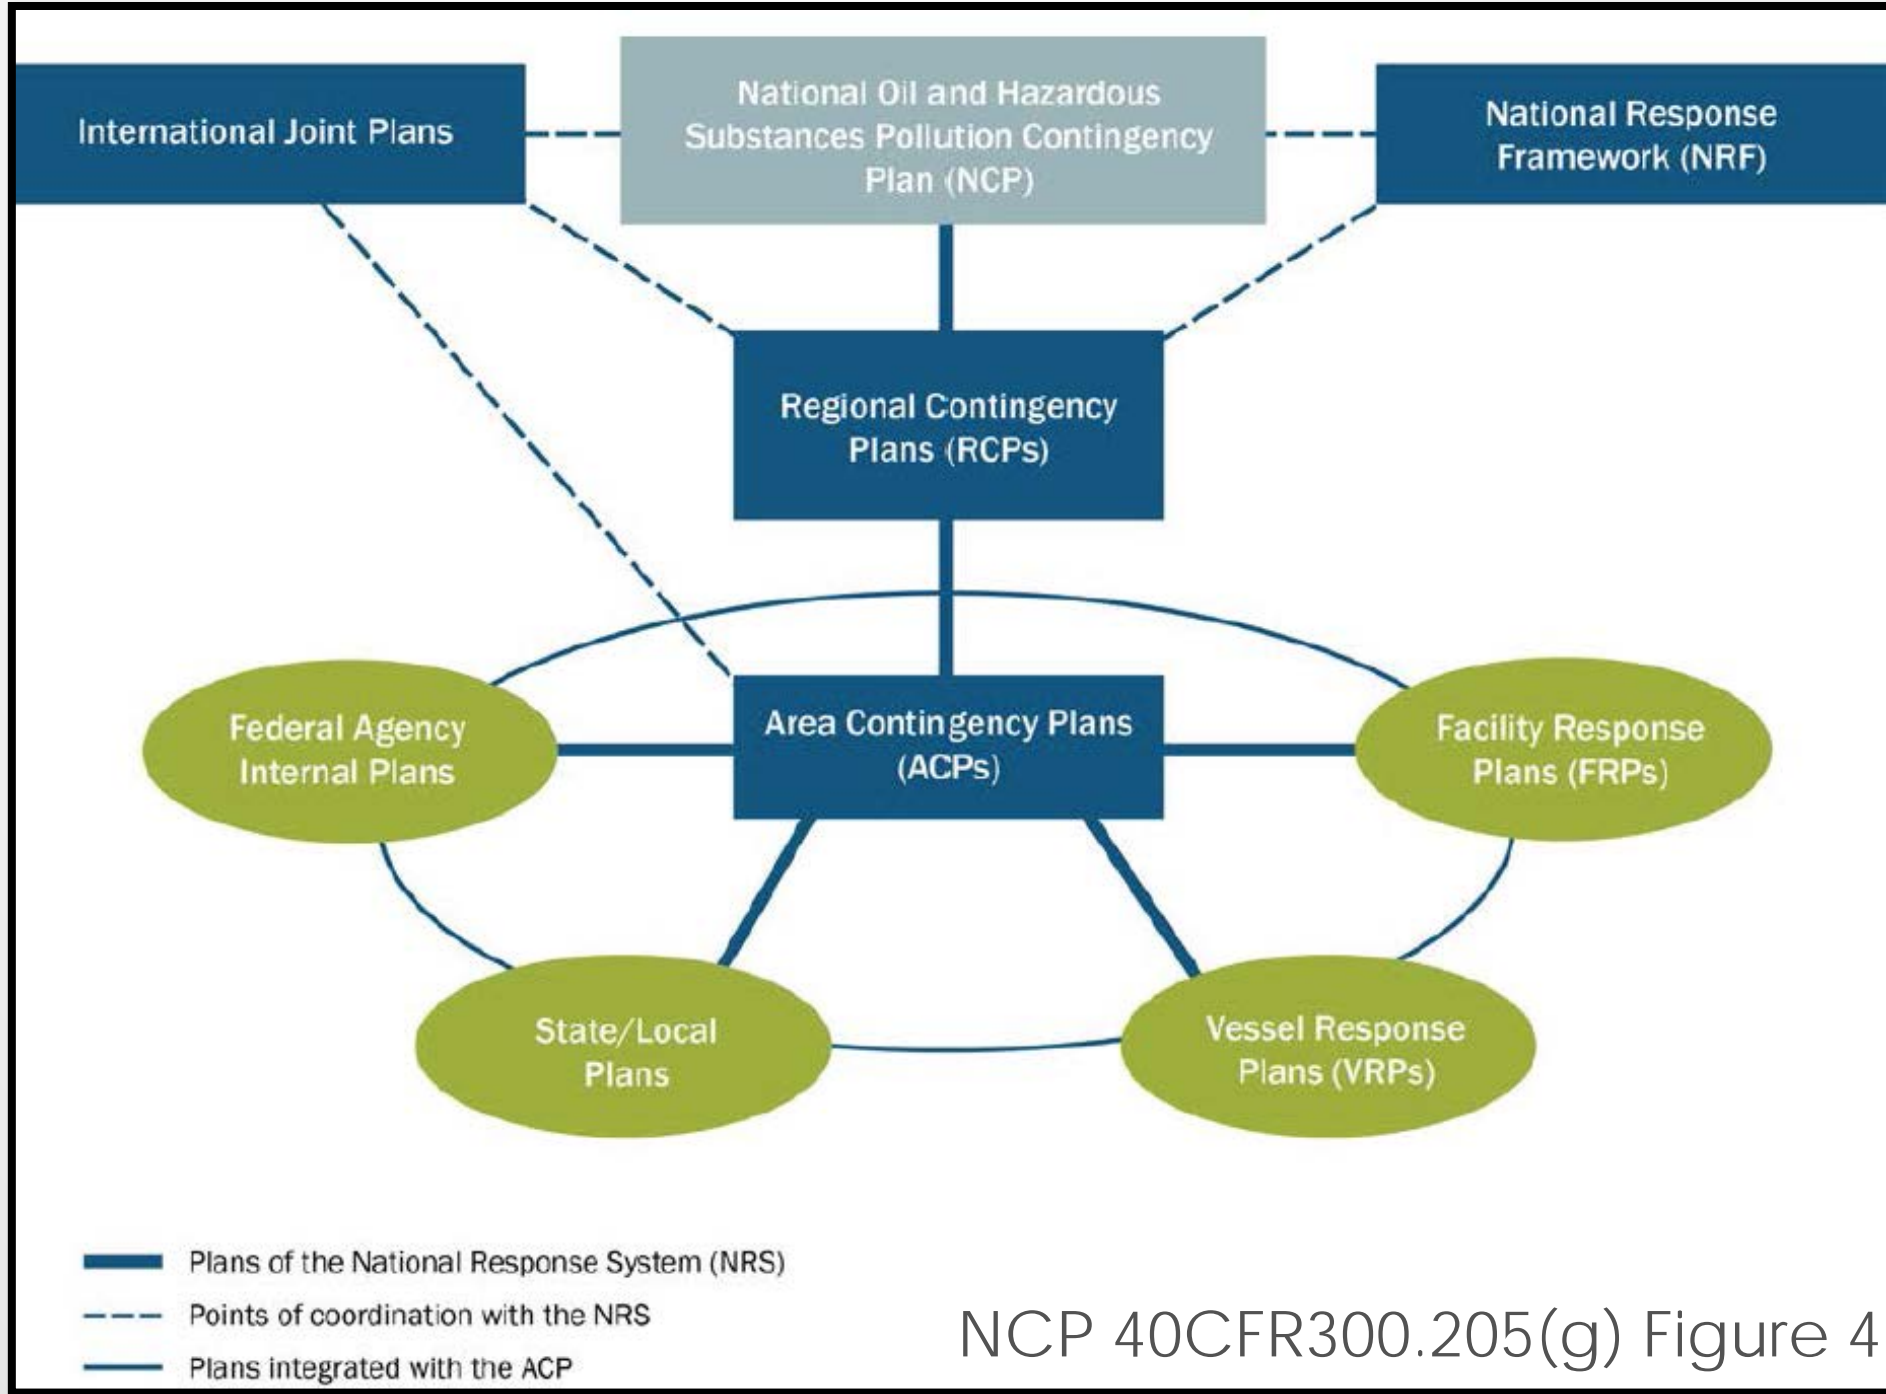 International Joint Plans
National Oil and Hazardous
Substances Pollution Contingency
Plan (NCP)
National Response
Framework (NRF)
Regional Contingency
Plans (RCPs)
Federal Agency
Internal Plans
Area Contingency Plans
(ACPs)
Facility Response
Plans (FRPs)
State/Local
Plans
Vessel Response
Plans (VRPs)
Plans of the National Response System (NRS)
Points of coordination with the NRS
Plans integrated with the ACP
NCP 40CFR300.205(g) Figure 4